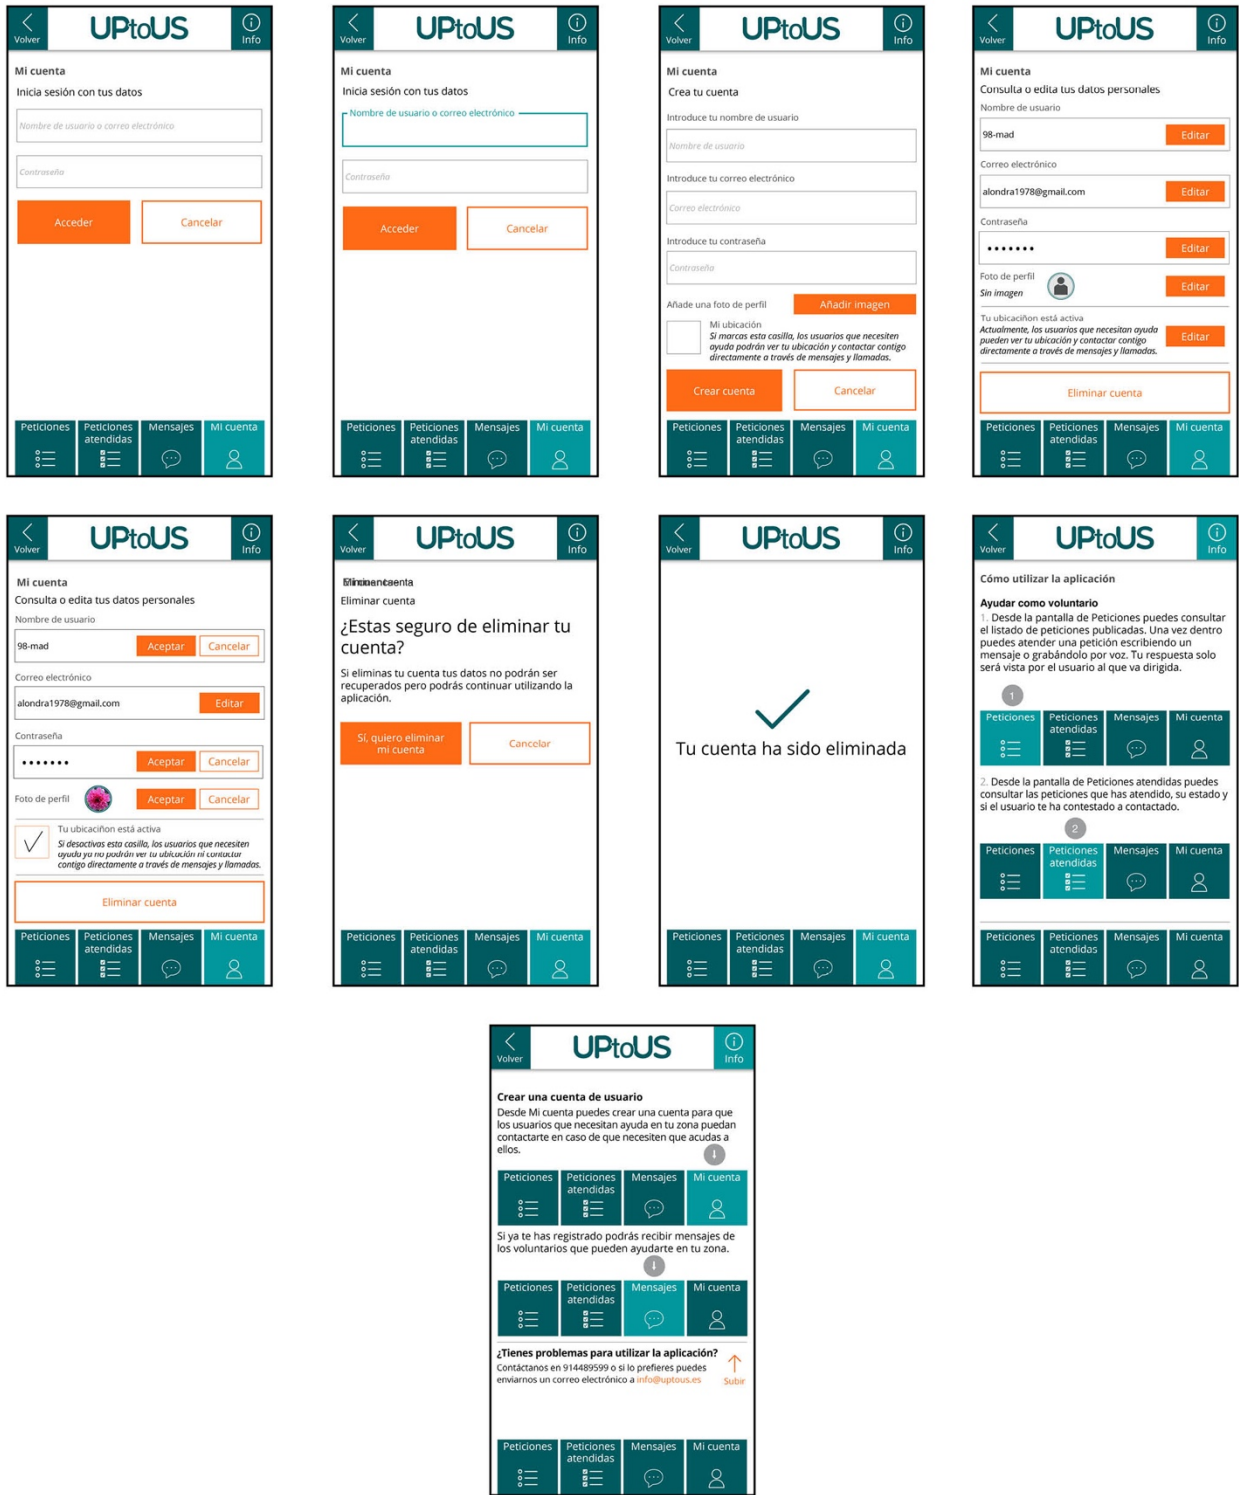 Volver
UPtoUS
Info
Mi cuenta
Inicia sesión con tus datos
Nombre de usuario o correo electrónico
Contraseña
Acceder
Cancelar
Peticiones
Peticiones
atendidas
Mensajes
Mi cuenta
Volver
UPtoUS
Info
Mi cuenta
Inicia sesión con tus datos
Nombre de usuario o correo electrónico
Contraseña
Acceder
Cancelar
Peticiones
Peticiones
atendidas
Mensajes
Mi cuenta
Volver
UPtoUS
Info
Mi cuenta
Crea tu cuenta
Introduce tu nombre de usuario
Nombre de usuario
Introduce tu correo electrónico
Correo electrónico
Introduce tu contraseña
Contraseña
Añade una foto de perfil
Añadir imagen
Mi ubicación
Si marcas esta casilla, los usuarios que necesiten
ayuda podrán ver tu ubicación y contactar contigo
directamente a través de mensajes y llamadas.
Crear cuenta
Cancelar
Peticiones
Peticiones
atendidas
Mensajes
Mi cuenta
Volver
UPtoUS
Info
Mi cuenta
Consulta o edita tus datos personales
Nombre de usuario
98-mad
Editar
Correo electrónico
alondra1978@gmail.com
Editar
Contraseña
•••••••
Editar
Foto de perfil
Sin imagen
Editar
Tu ubicaciñon está activa
Actualmente, los usuarios que necesitan ayuda
pueden ver tu ubicación y contactar contigo
directamente a través de mensajes y llamadas.
Editar
Eliminar cuenta
Peticiones
Peticiones
atendidas
Mensajes
Mi cuenta
Volver
UPtoUS
Info
Mi cuenta
Consulta o edita tus datos personales
Nombre de usuario
98-mad
Aceptar
Cancelar
Correo electrónico
alondra1978@gmail.com
Editar
Contraseña
•••••••
Aceptar
Cancelar
Foto de perfil
Aceptar
Cancelar
Tu ubicaciñon está activa
Si desactivas esta casilla, los usuarios que necesiten
ayuda ya no podrán ver tu ubicación ni contactar
contigo directamente a través de mensajes y llamadas.
Eliminar cuenta
Peticiones
Peticiones
atendidas
Mensajes
Mi cuenta
Volver
UPtoUS
Info
Eliminar cuenta
¿Estas seguro de eliminar tu
cuenta?
Si eliminas tu cuenta tus datos no podrán ser
recuperados pero podrás continuar utilizando la
aplicación.
Sí, quiero eliminar
mi cuenta
Cancelar
Peticiones
Peticiones
atendidas
Mensajes
Mi cuenta
Volver
UPtoUS
Info
Tu cuenta ha sido eliminada
Peticiones
Peticiones
atendidas
Mensajes
Mi cuenta
Volver
UPtoUS
Info
Cómo utilizar la aplicación
Ayudar como voluntario
1. Desde la pantalla de Peticiones puedes consultar
el listado de peticiones publicadas. Una vez dentro
puedes atender una petición escribiendo un
mensaje o grabándolo por voz. Tu respuesta solo
será vista por el usuario al que va dirigida.
1
Peticiones
Peticiones
atendidas
Mensajes
Mi cuenta
2. Desde la pantalla de Peticiones atendidas puedes
consultar las peticiones que has atendido, su estado y
si el usuario te ha contestado a contactado.
2
Peticiones
Peticiones
atendidas
Mensajes
Mi cuenta
Peticiones
Peticiones
atendidas
Mensajes
Mi cuenta
Volver
UPtoUS
Info
Crear una cuenta de usuario
Desde Mi cuenta puedes crear una cuenta para que
los usuarios que necesitan ayuda en tu zona puedan
contactarte en caso de que necesiten que acudas a
ellos.
Peticiones
Peticiones
atendidas
Mensajes
Mi cuenta
Si ya te has registrado podrás recibir mensajes de
los voluntarios que pueden ayudarte en tu zona.
Peticiones
Peticiones
atendidas
Mensajes
Mi cuenta
¿Tienes problemas para utilizar la aplicación?
Contáctanos en 914489599 o si lo prefieres puedes
enviarnos un correo electrónico a info@uptous.es
Subir
Peticiones
Peticiones
atendidas
Mensajes
Mi cuenta